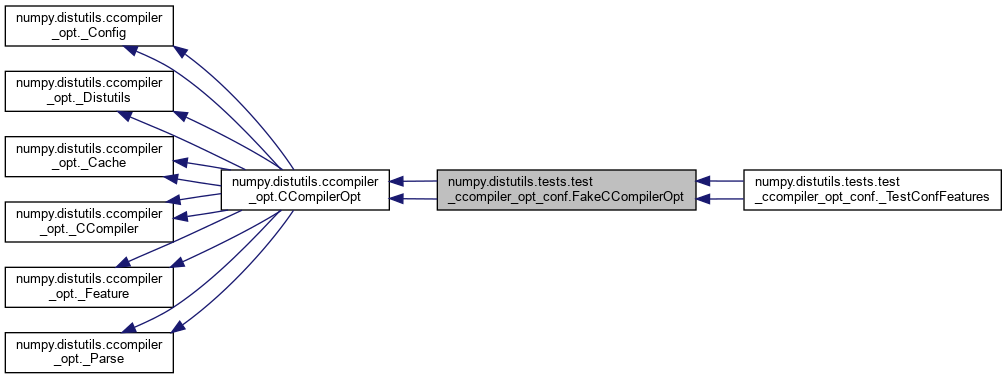 numpy.distutils.ccompiler
_opt._Config
numpy.distutils.ccompiler
_opt._Distutils
numpy.distutils.ccompiler
_opt._Cache
numpy.distutils.ccompiler
_opt._CCompiler
numpy.distutils.ccompiler
_opt._Feature
numpy.distutils.ccompiler
_opt._Parse
numpy.distutils.ccompiler
_opt.CCompilerOpt
numpy.distutils.tests.test
_ccompiler_opt_conf.FakeCCompilerOpt
numpy.distutils.tests.test
_ccompiler_opt_conf._TestConfFeatures